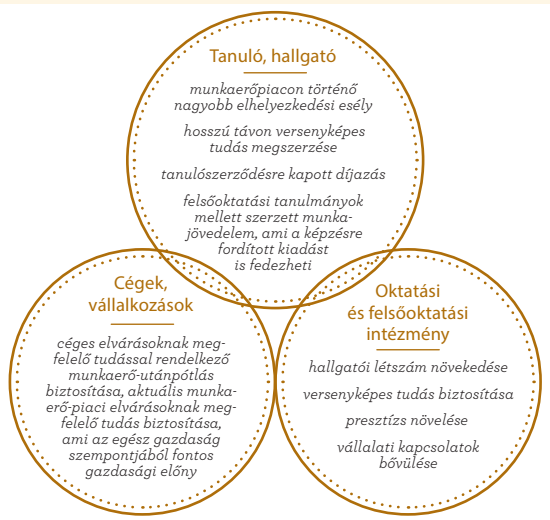 Tanuló, hallgató
munkaerőpiacon történő
nagyobb elhelyezkedési esély
hosszú távon versenyképes
tudás megszerzése
tanulószerződésre kapott díjazás
felsőoktatási tanulmányok
mellett szerzett munka-
jövedelem, ami a képzésre
fordított kiadást
is fedezheti
Cégek,
vállalkozások
céges elvárásoknak meg-
felelő tudással rendelkező
munkaerő-utánpótlás
biztosítása, aktuális munka-
erő-piaci elvárásoknak meg-
felelő tudás biztosítása,
ami az egész gazdaság
szempontjából fontos
gazdasági előny
Oktatási
és felsőoktatási
intézmény
hallgatói létszám növekedése
versenyképes tudás biztosítása
presztízs növelése
vállalati kapcsolatok
bővülése